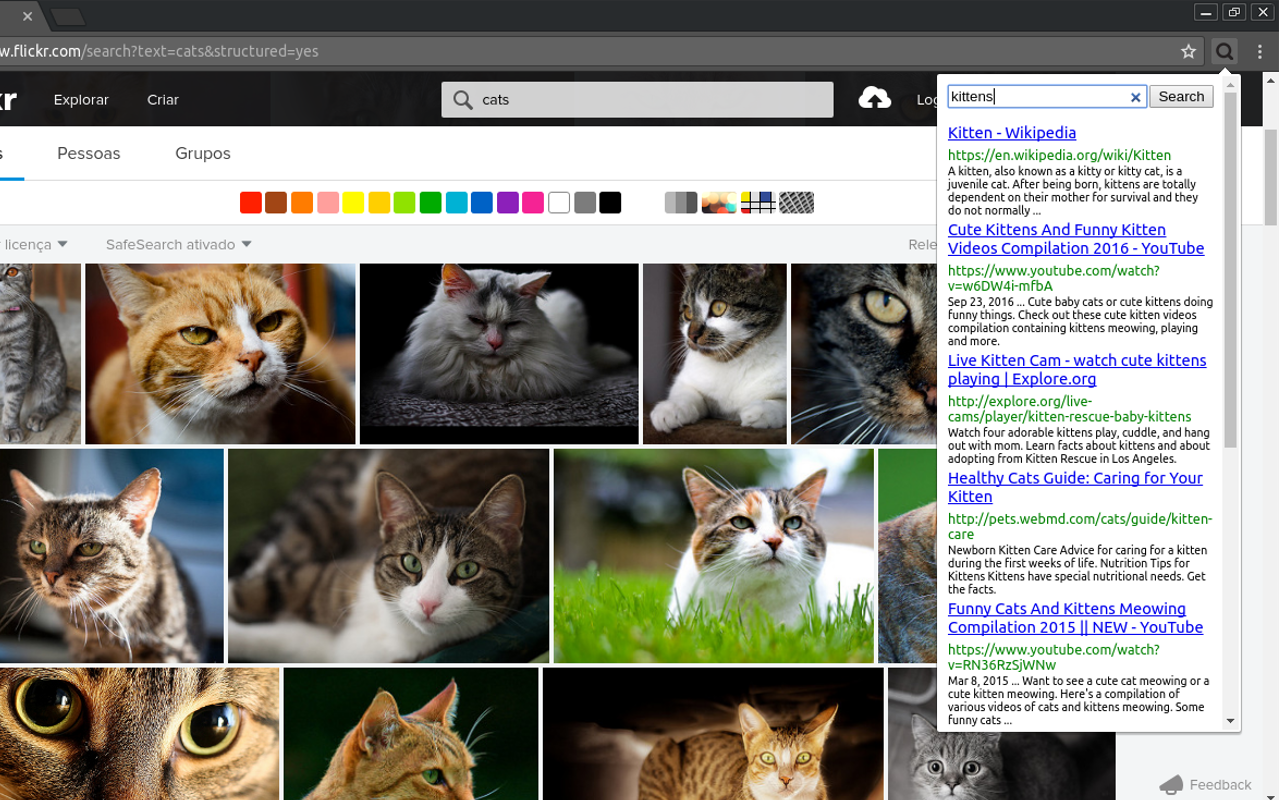 w.flickr.com/search?text=cats&structured=yes
Explorar
Criar
cats
kittens
Search
Pessoas
Grupos
licença
SafeSearch ativado
Kitten - Wikipedia
https://en.wikipedia.org/wiki/Kitten
A kitten, also known as a kitty or kitty cat, is a
juvenile cat. After being born, kittens are totally
dependent on their mother for survival and they
do not normally ...
Cute Kittens And Funny Kitten
Videos Compilation 2016 - YouTube
https://www.youtube.com/watch?
v=w6DW4i-mfbA
Sep 23, 2016 ... Cute baby cats or cute kittens doing
funny things. Check out these cute kitten videos
compilation containing kittens meowing, playing
and more.
Live Kitten Cam - watch cute kittens
playing | Explore.org
http://explore.org/live-
cams/player/kitten-rescue-baby-kittens
Watch four adorable kittens play, cuddle, and hang
out with mom. Learn facts about kittens and about
adopting from Kitten Rescue in Los Angeles.
Healthy Cats Guide: Caring for Your
Kitten
http://pets.webmd.com/cats/guide/kitten-
care
Newborn Kitten Care Advice for caring for a kitten
during the first weeks of life. Nutrition Tips for
Kittens Kittens have special nutritional needs. Get
the facts.
Funny Cats And Kittens Meowing
Compilation 2015 || NEW - YouTube
https://www.youtube.com/watch?
v=RN36RzSjWNw
Mar 8, 2015 ... Want to see a cute cat meowing or a
cute kitten meowing. Here's a compilation of
various videos of cats and kittens meowing. Some
funny cats ...
Feedback